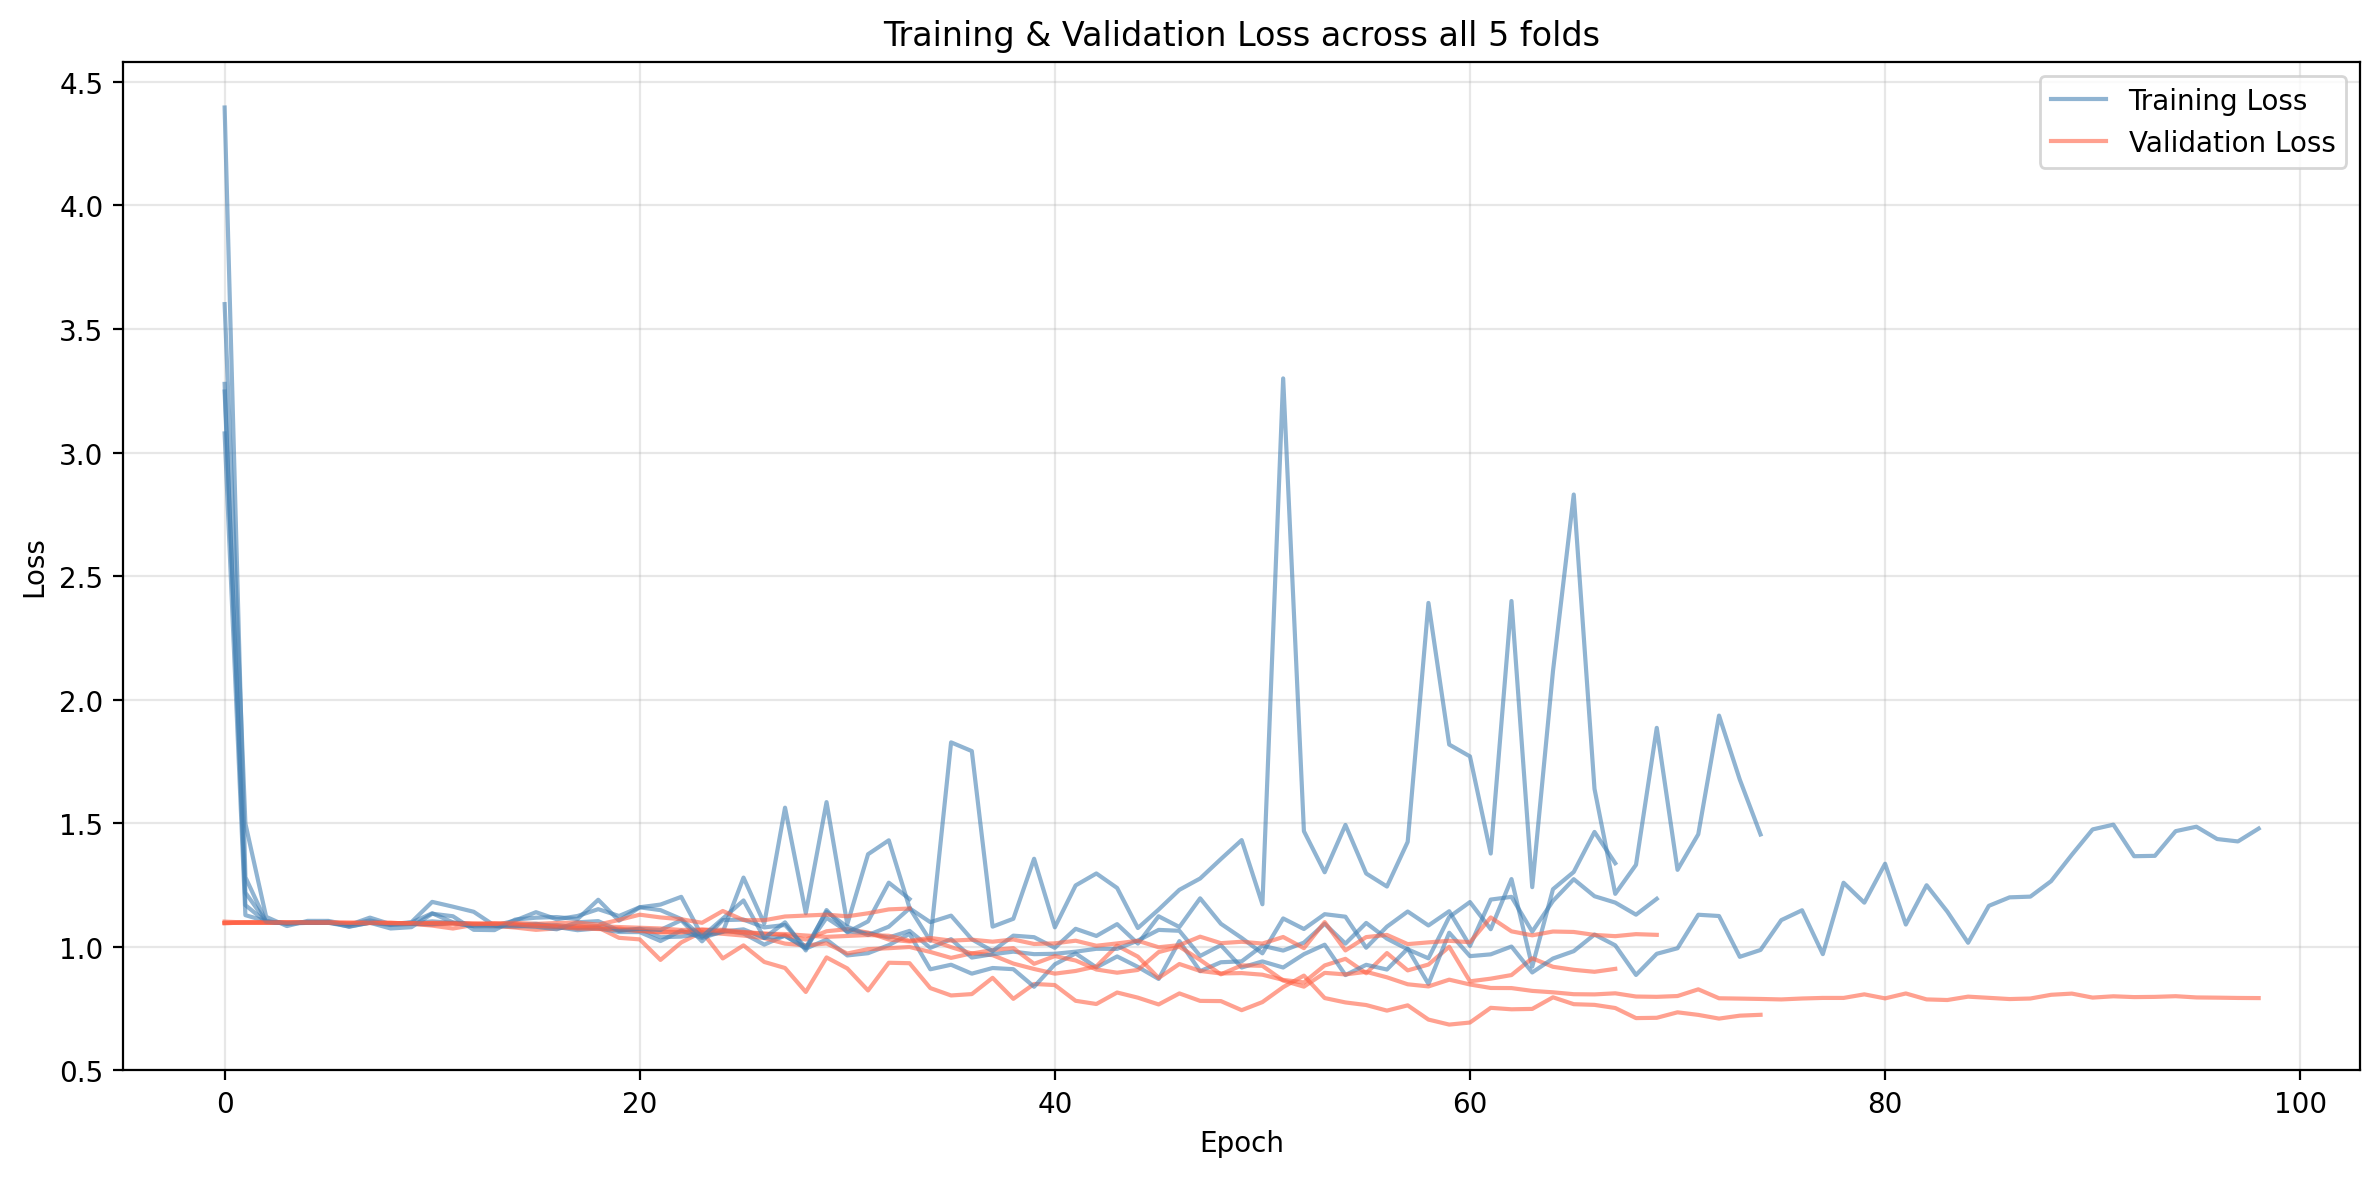 Training & Validation Loss across all 5 folds
Training Loss
Validation Loss
4.5
4.0
3.5
3.0
2.5
2.0
1.5
1.0
0.5
Loss
0 20 40 60 80 100
Epoch